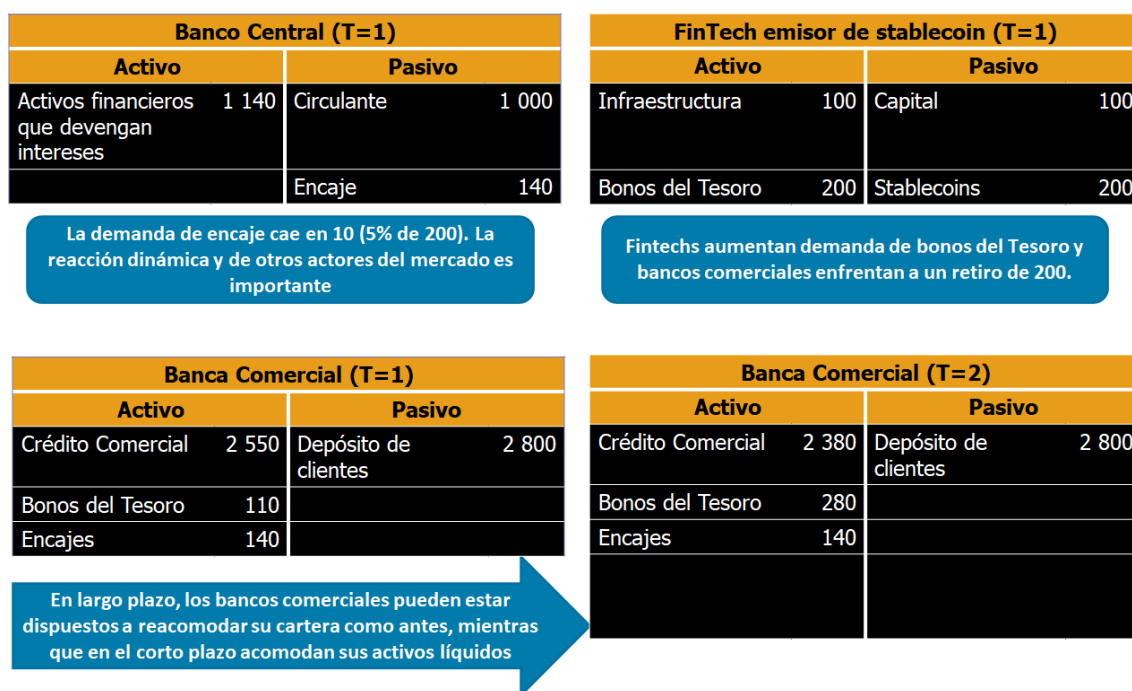 Banco Central (T=1)
Activo Pasivo
Activos financieros 1 140 Circulante 1 000
que devengan
intereses
Encaje 140
La demanda de encaje cae en 10 (5% de 200). La
reacción dinámica y de otros actores del mercado es
importante
FinTech emisor de stablecoin (T=1)
Activo Pasivo
Infraestructura 100 Capital 100
Bonos del Tesoro 200 Stablecoins 200
Fintechs aumentan demanda de bonos del Tesoro y
bancos comerciales enfrentan a un retiro de 200.
Banca Comercial (T=1)
Activo Pasivo
Crédito Comercial 2 550 Depósito de 2 800
clientes
Bonos del Tesoro 110
Encajes 140
En largo plazo, los bancos comerciales pueden estar
dispuestos a reacomodar su cartera como antes, mientras
que en el corto plazo acomodan sus activos líquidos
Banca Comercial (T=2)
Activo Pasivo
Crédito Comercial 2 380 Depósito de 2 800
clientes
Bonos del Tesoro 280
Encajes 140